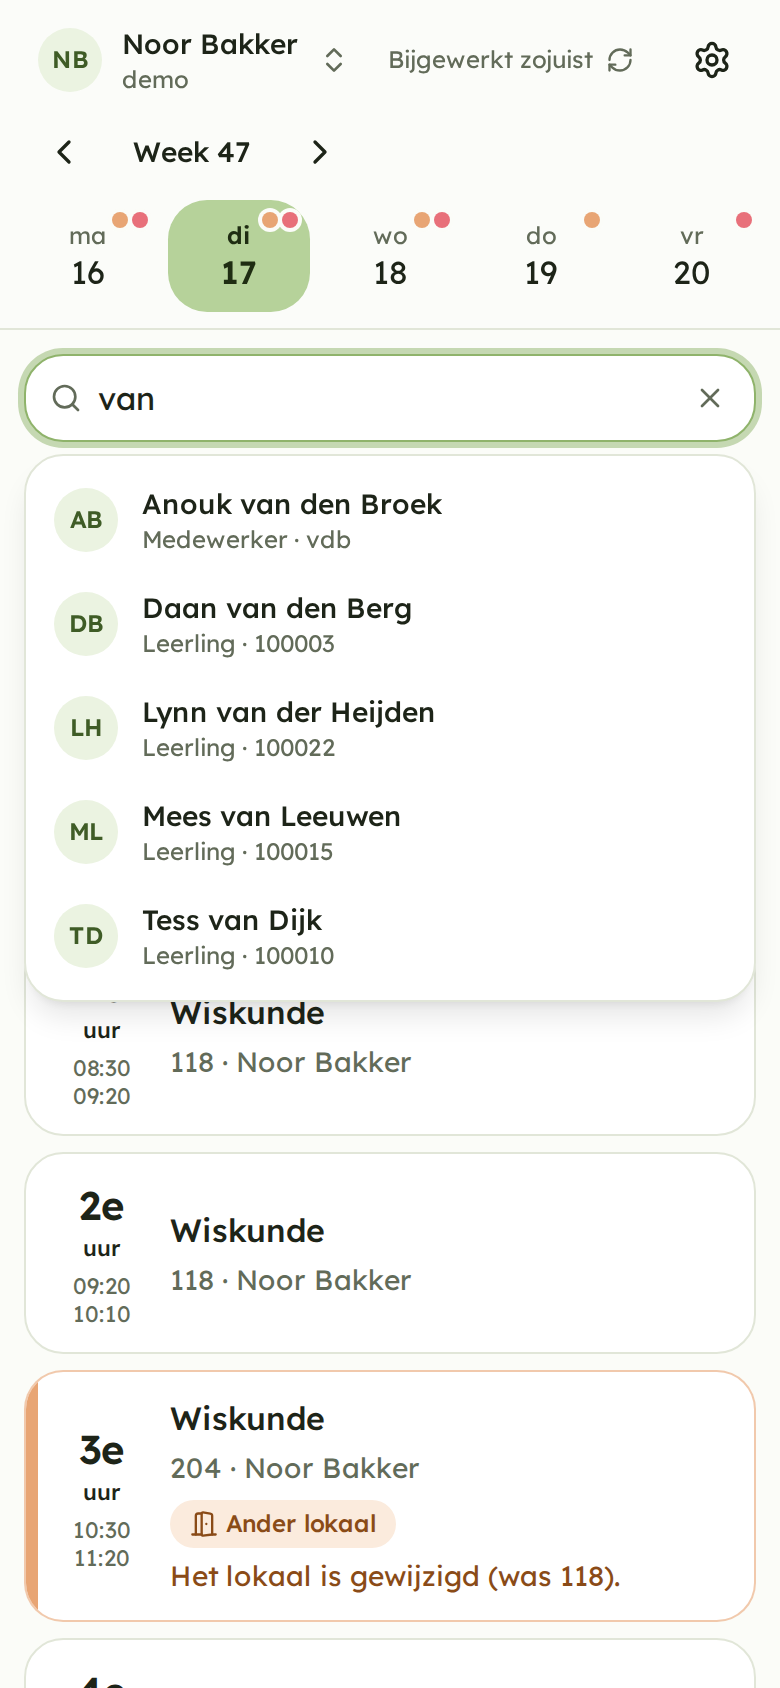 NB
Noor Bakker
demo
Bijgewerkt zojuist
Week 47
ma
16
di
17
wo
18
do
19
vr
20
van
AB
Anouk van den Broek
Medewerker · vdb
DB
Daan van den Berg
Leerling · 100003
LH
Lynn van der Heijden
Leerling · 100022
ML
Mees van Leeuwen
Leerling · 100015
TD
Tess van Dijk
Leerling · 100010
uur
08:30
09:20
Wiskunde
118 · Noor Bakker
2e
uur
09:20
10:10
Wiskunde
118 · Noor Bakker
3e
uur
10:30
11:20
Wiskunde
204 · Noor Bakker
Ander lokaal
Het lokaal is gewijzigd (was 118).